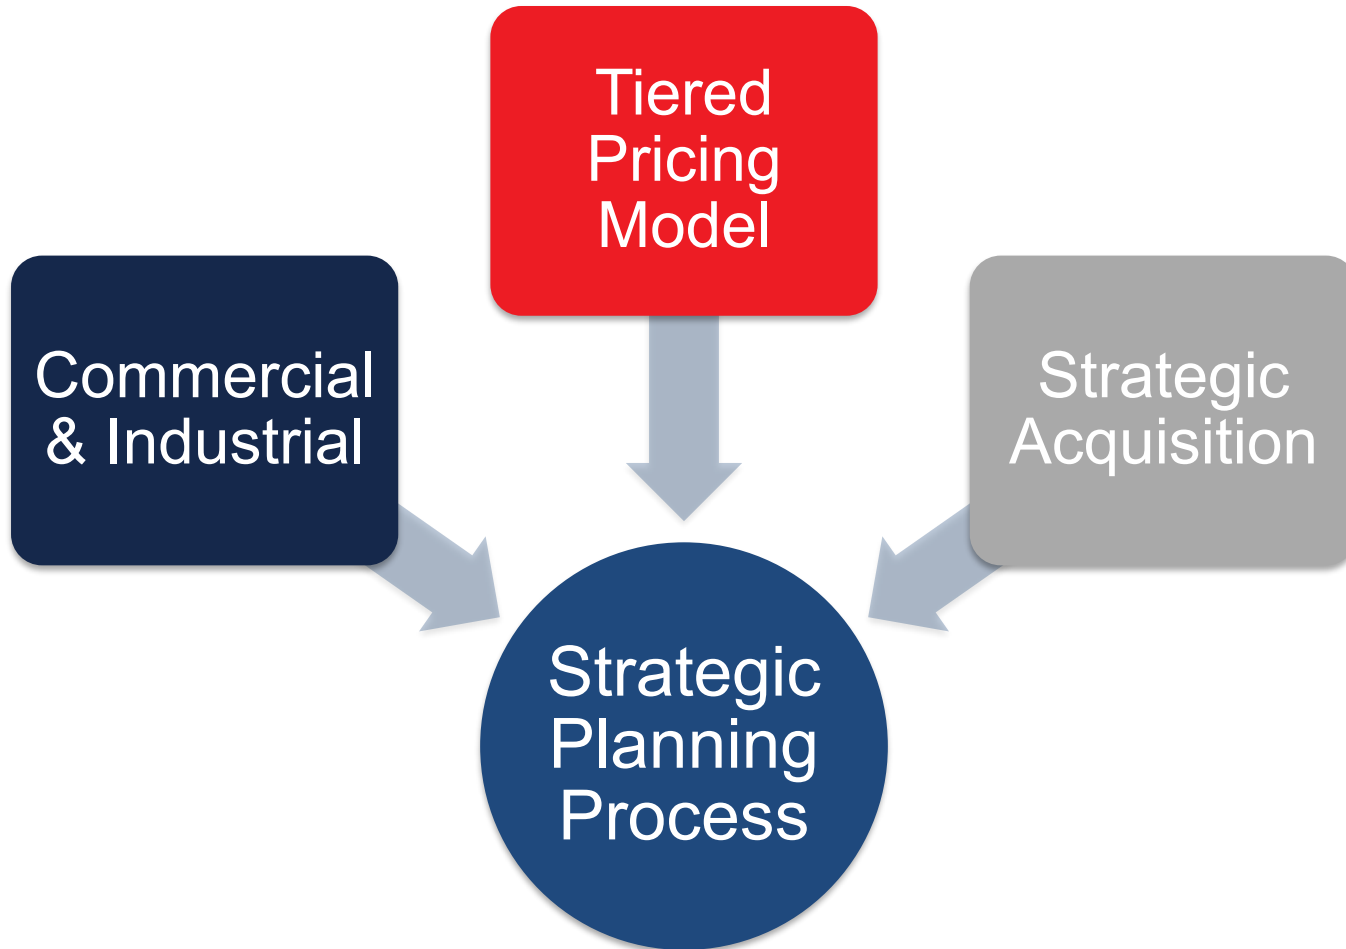 Tiered
Pricing
Model
Commercial
& Industrial
Strategic
Acquisition
Strategic
Planning
Process